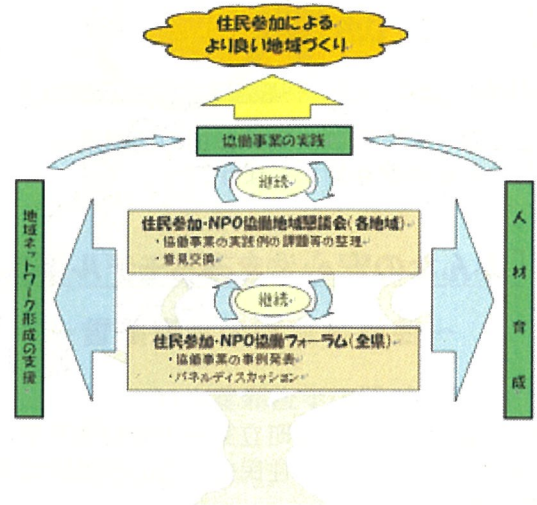 住民参加による
より良い地域づくり
協働事業の実践
継続
住民参加・NPO協働地域懇談会(各地域)
・協働事業の実践例の課題等の整理
・意見交換
継続
住民参加・NPO協働フォーラム(全県)
・協働事業の事例発表
・パネルディスカッション
地域ネットワーク形成の支援
人材育成